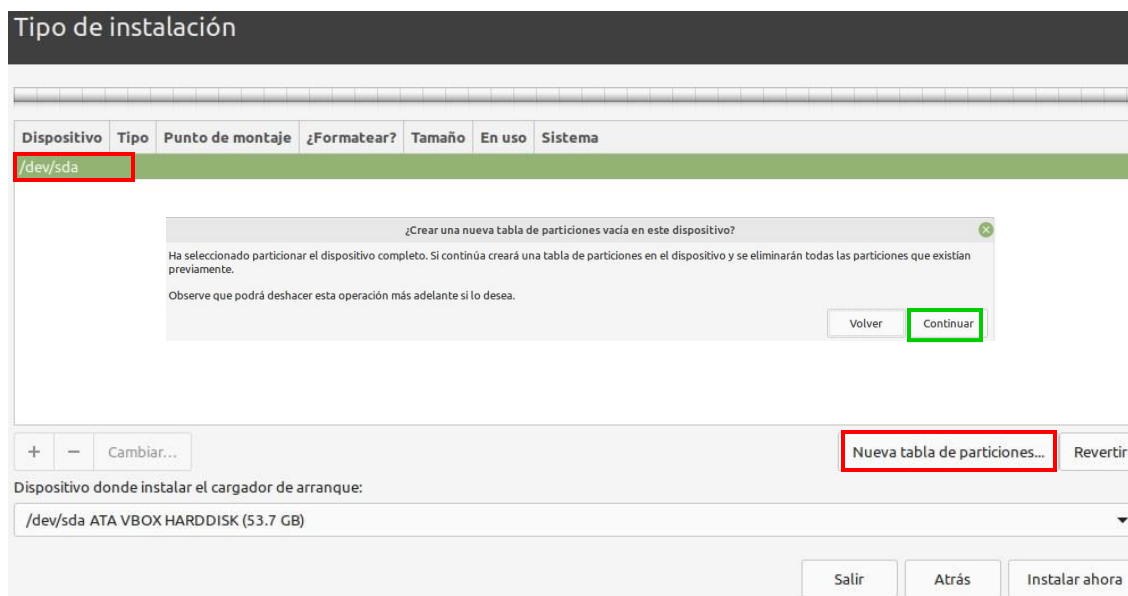 Tipo de instalación
Dispositivo Tipo Punto de montaje ¿Formatear? Tamaño En uso Sistema
/dev/sda
¿Crear una nueva tabla de particiones vacía en este dispositivo?
Ha seleccionado particionar el dispositivo completo. Si continúa creará una tabla de particiones en el dispositivo y se eliminarán todas las particiones que existían
previamente.
Observe que podrá deshacer esta operación más adelante si lo desea.
Volver Continuar
+ − Cambiar... Nueva tabla de particiones... Revertir
Dispositivo donde instalar el cargador de arranque:
/dev/sda ATA VBOX HARDDISK (53.7 GB)
Salir Atrás Instalar ahora